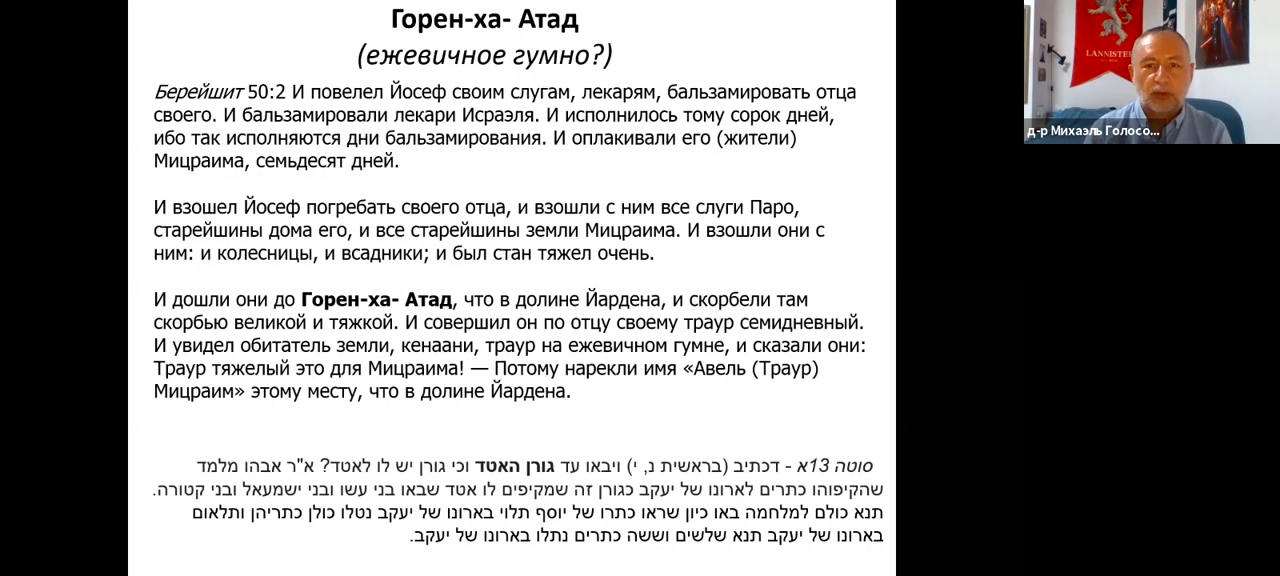 Горен-ха- Атад
(ежевичное гумно?)
Берейшит 50:2 И повелел Йосеф своим слугам, лекарям, бальзамировать отца
своего. И бальзамировали лекари Исраэля. И исполнилось тому сорок дней,
ибо так исполняются дни бальзамирования. И оплакивали его (жители)
Мицраима, семьдесят дней.
И взошел Йосеф погребать своего отца, и взошли с ним все слуги Паро,
старейшины дома его, и все старейшины земли Мицраима. И взошли они с
ним: и колесницы, и всадники; и был стан тяжел очень.
И дошли они до Горен-ха- Атад, что в долине Йардена, и скорбели там
скорбью великой и тяжкой. И совершил он по отцу своему траур семидневный.
И увидел обитатель земли, кенаани, траур на ежевичном гумне, и сказали они:
Траур тяжелый это для Мицраима! — Потому нарекли имя «Авель (Траур)
Мицраим» этому месту, что в долине Йардена.
סוטה 13א - דכתיב (בראשית נ, י) ויבאו עד גורן האטד וכי גורן יש לו לאטד? א"ר אבהו מלמד
שהקיפוהו כתרים לארונו של יעקב כגורן זה שמקיפים לו אטד שבאו בני עשו ובני ישמעאל ובני קטורה.
תנא כולם למלחמה באו כיון שראו כתרו של יוסף תלוי בארונו של יעקב נטלו כולן כתריהן ותלאום
בארונו של יעקב תנא שלשים וששה כתרים נתלו בארונו של יעקב.
LANNISTER
д-р Михаэль Голосо...